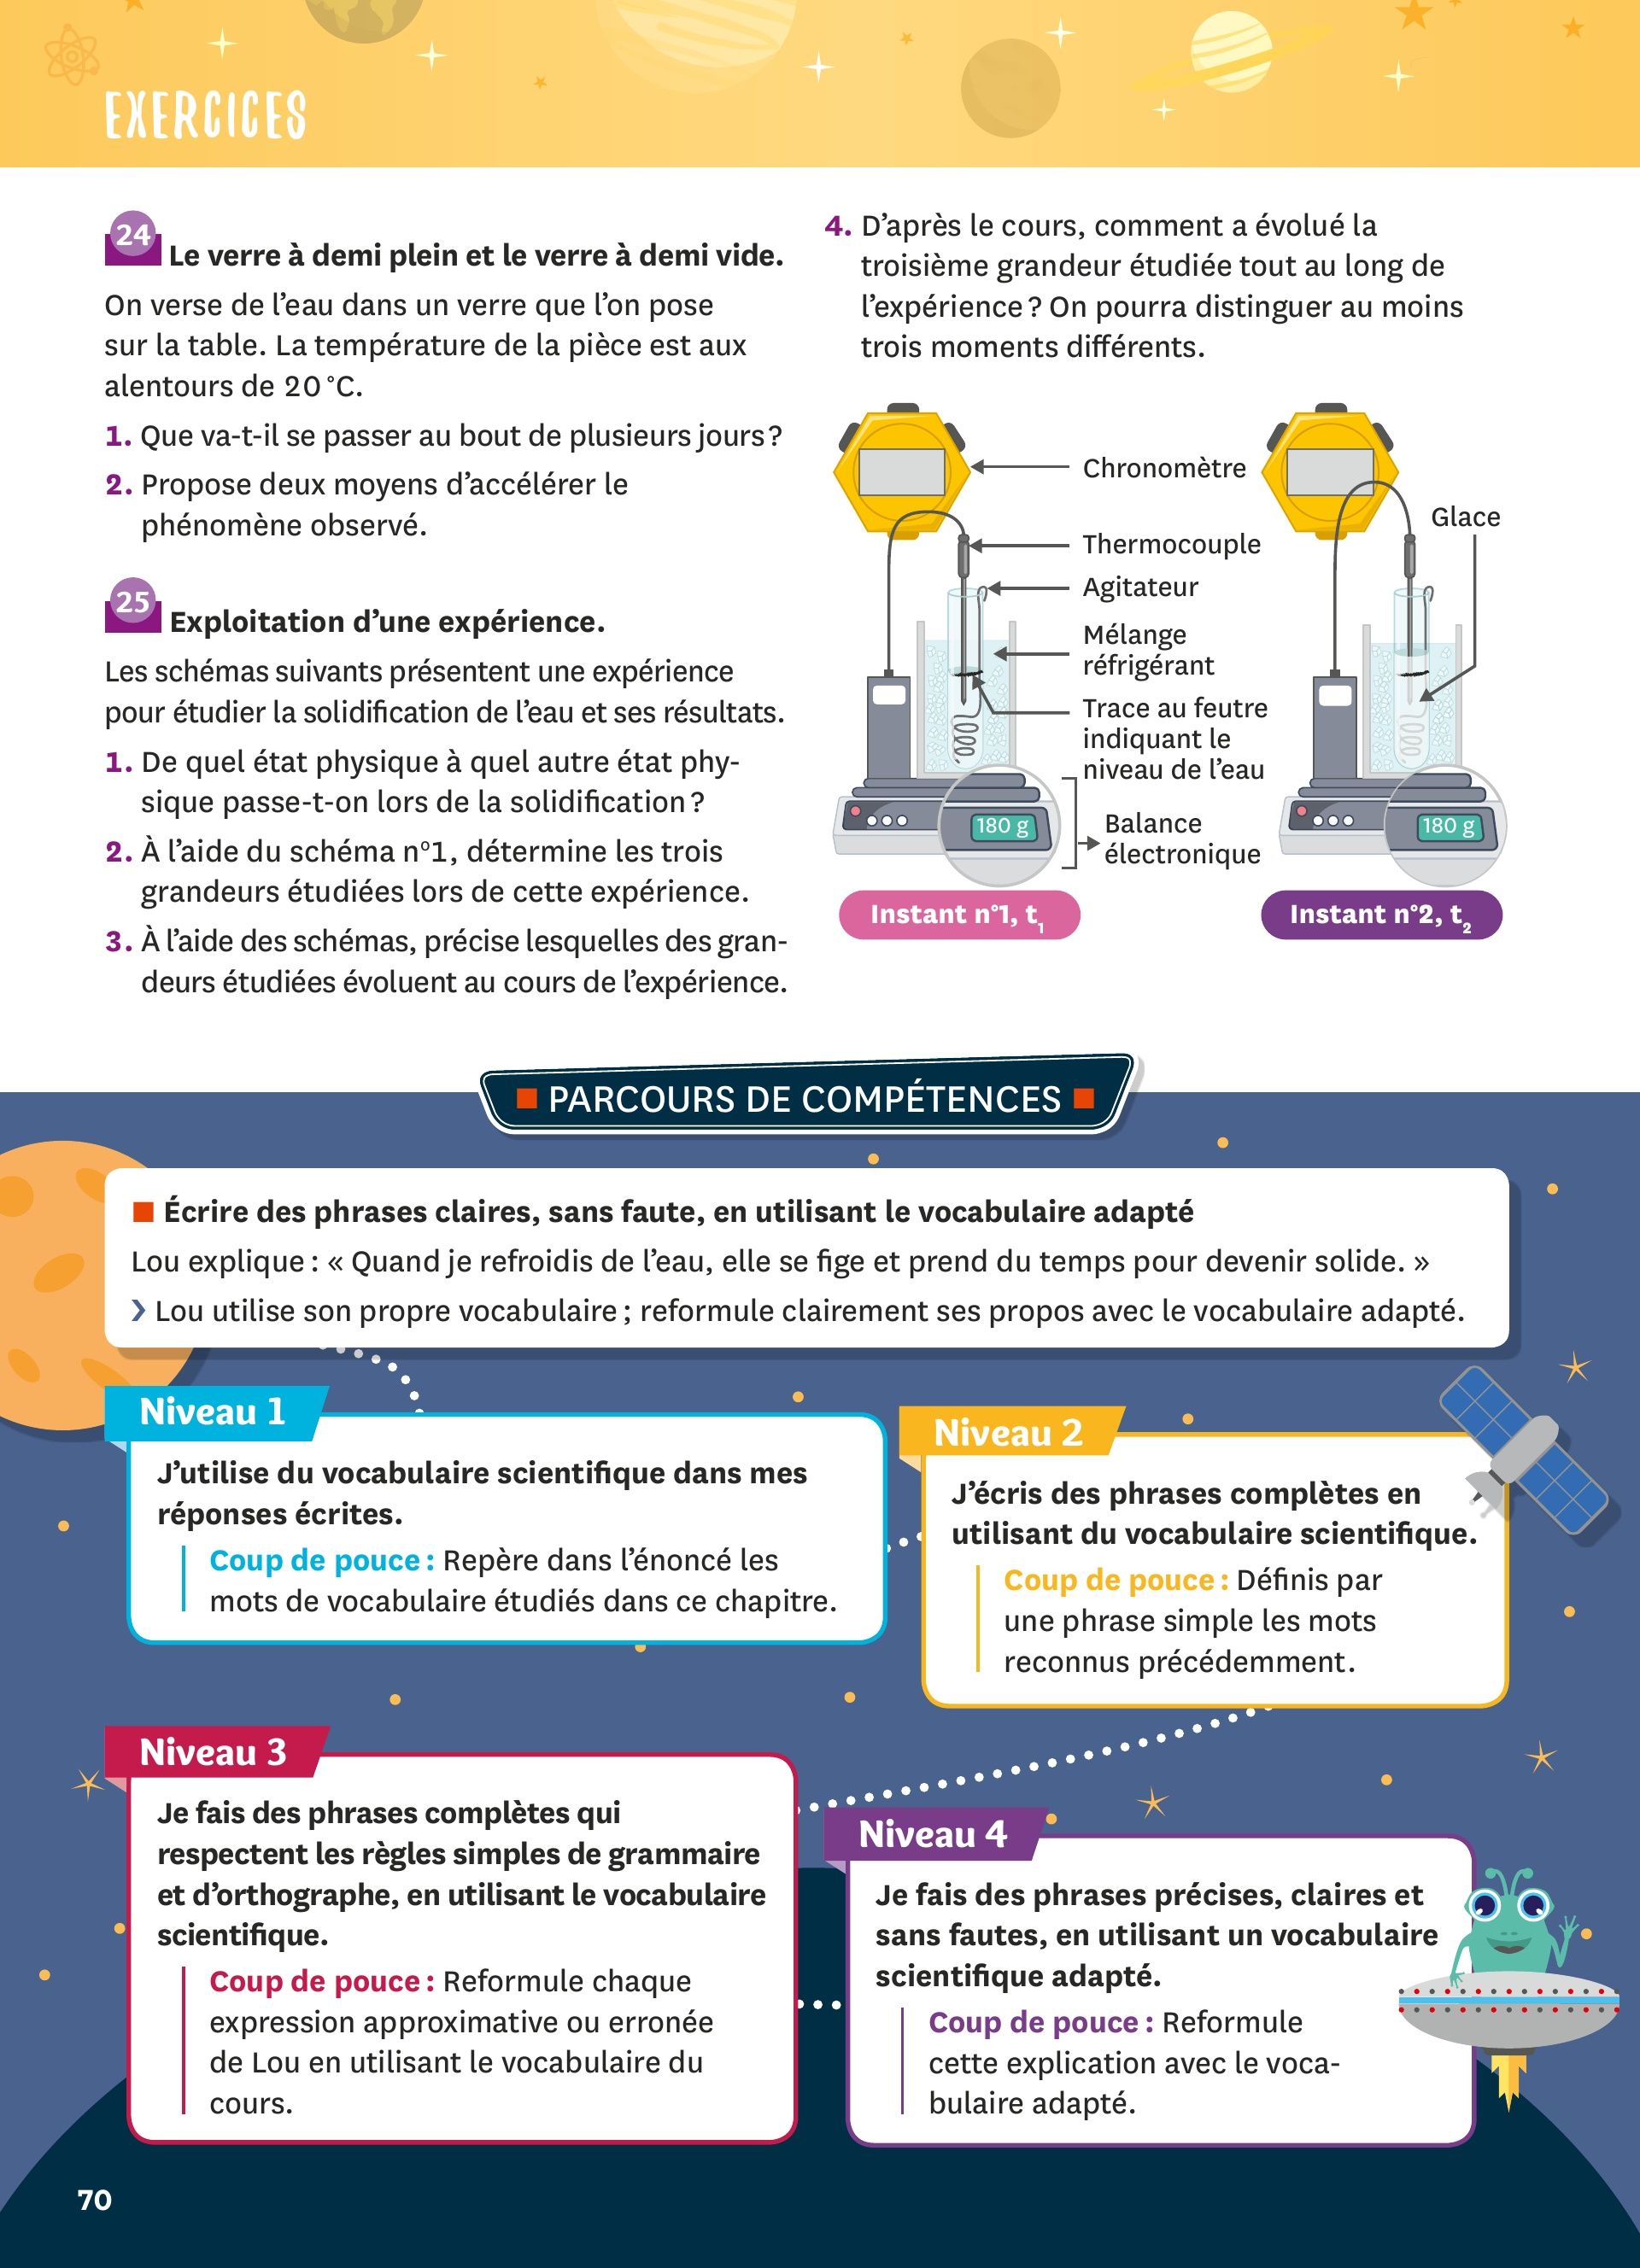 EXERCICES
24 Le verre à demi plein et le verre à demi vide.
On verse de l’eau dans un verre que l’on pose
sur la table. La température de la pièce est aux
alentours de 20 °C.
1. Que va-t-il se passer au bout de plusieurs jours ?
2. Propose deux moyens d’accélérer le
phénomène observé.
25 Exploitation d’une expérience.
Les schémas suivants présentent une expérience
pour étudier la solidification de l’eau et ses résultats.
1. De quel état physique à quel autre état phy-
sique passe-t-on lors de la solidification ?
2. À l’aide du schéma n°1, détermine les trois
grandeurs étudiées lors de cette expérience.
3. À l’aide des schémas, précise lesquelles des gran-
deurs étudiées évoluent au cours de l’expérience.
4. D’après le cours, comment a évolué la
troisième grandeur étudiée tout au long de
l’expérience ? On pourra distinguer au moins
trois moments différents.
Chronomètre
Glace
Thermocouple
Agitateur
Mélange
réfrigérant
Trace au feutre
indiquant le
niveau de l’eau
Balance
électronique
180 g
180 g
Instant n°1, t1
Instant n°2, t2
PARCOURS DE COMPÉTENCES
Écrire des phrases claires, sans faute, en utilisant le vocabulaire adapté
Lou explique : « Quand je refroidis de l’eau, elle se fige et prend du temps pour devenir solide. »
› Lou utilise son propre vocabulaire ; reformule clairement ses propos avec le vocabulaire adapté.
Niveau 1
J’utilise du vocabulaire scientifique dans mes
réponses écrites.
Coup de pouce : Repère dans l’énoncé les
mots de vocabulaire étudiés dans ce chapitre.
Niveau 2
J’écris des phrases complètes en
utilisant du vocabulaire scientifique.
Coup de pouce : Définis par
une phrase simple les mots
reconnus précédemment.
Niveau 3
Je fais des phrases complètes qui
respectent les règles simples de grammaire
et d’orthographe, en utilisant le vocabulaire
scientifique.
Coup de pouce : Reformule chaque
expression approximative ou erronée
de Lou en utilisant le vocabulaire du
cours.
Niveau 4
Je fais des phrases précises, claires et
sans fautes, en utilisant un vocabulaire
scientifique adapté.
Coup de pouce : Reformule
cette explication avec le voca-
bulaire adapté.
70